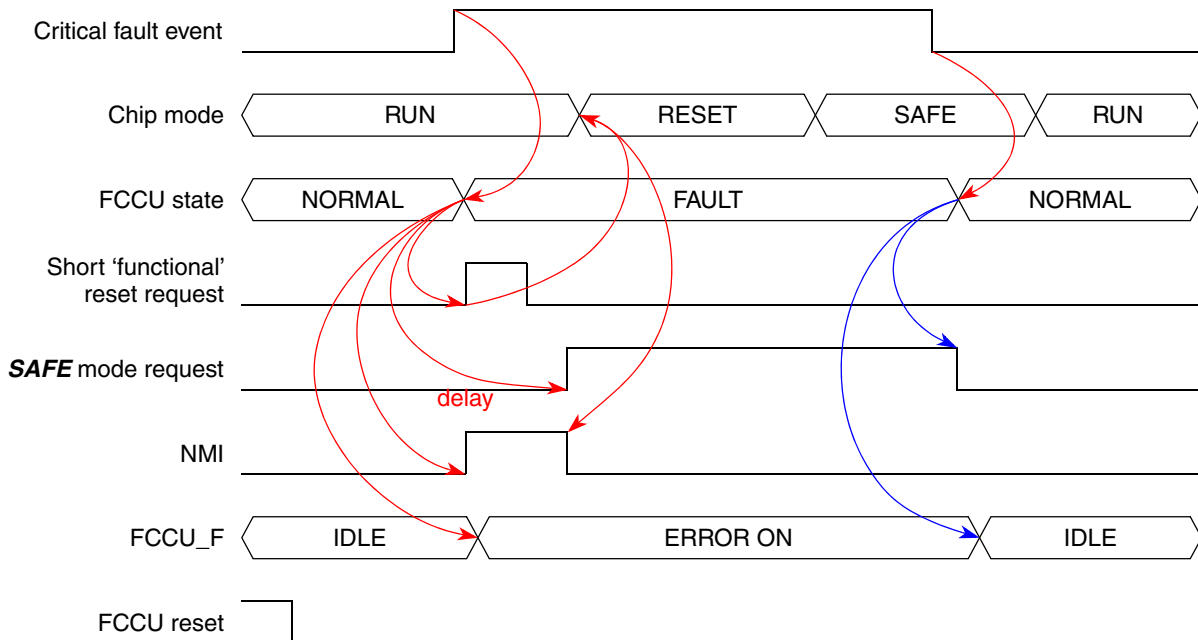 Critical fault event
Chip mode
RUN
RESET
SAFE
RUN
FCCU state
NORMAL
FAULT
NORMAL
Short ‘functional’
reset request
SAFE mode request
delay
NMI
FCCU_F
IDLE
ERROR ON
IDLE
FCCU reset